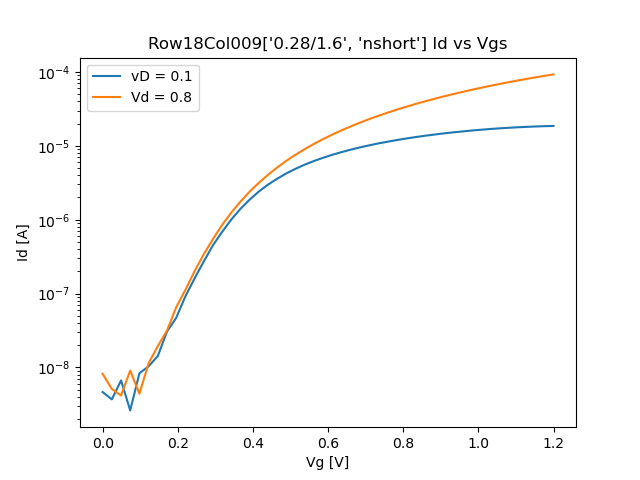 Row18Col009['0.28/1.6', 'nshort'] Id vs Vgs
vD = 0.1
Vd = 0.8
Id [A]
10⁻⁴
10⁻⁵
10⁻⁶
10⁻⁷
10⁻⁸
0.0 0.2 0.4 0.6 0.8 1.0 1.2
Vg [V]